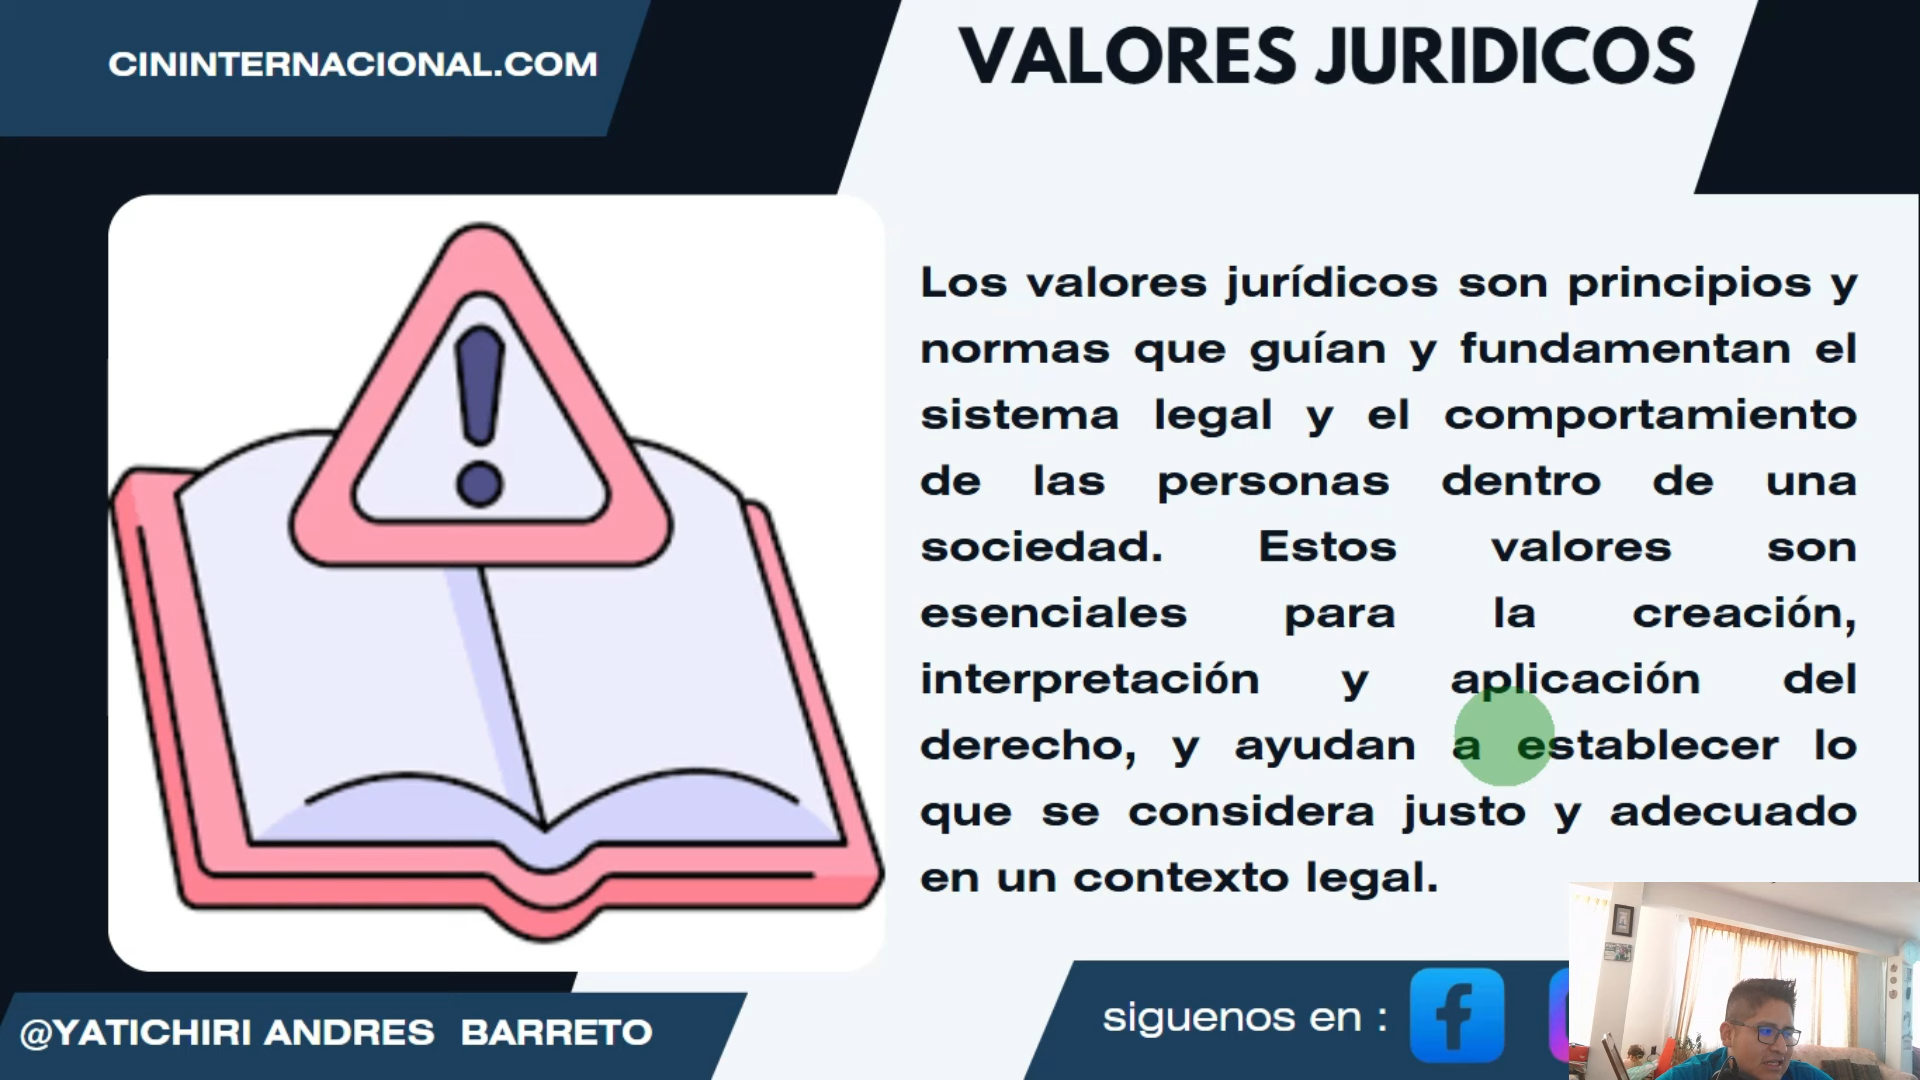 CININTERNACIONAL.COM
VALORES JURIDICOS
Los valores jurídicos son principios y
normas que guían y fundamentan el
sistema legal y el comportamiento
de las personas dentro de una
sociedad. Estos valores son
esenciales para la creación,
interpretación y aplicación del
derecho, y ayudan a establecer lo
que se considera justo y adecuado
en un contexto legal.
@YATICHIRI ANDRES BARRETO
siguenos en :